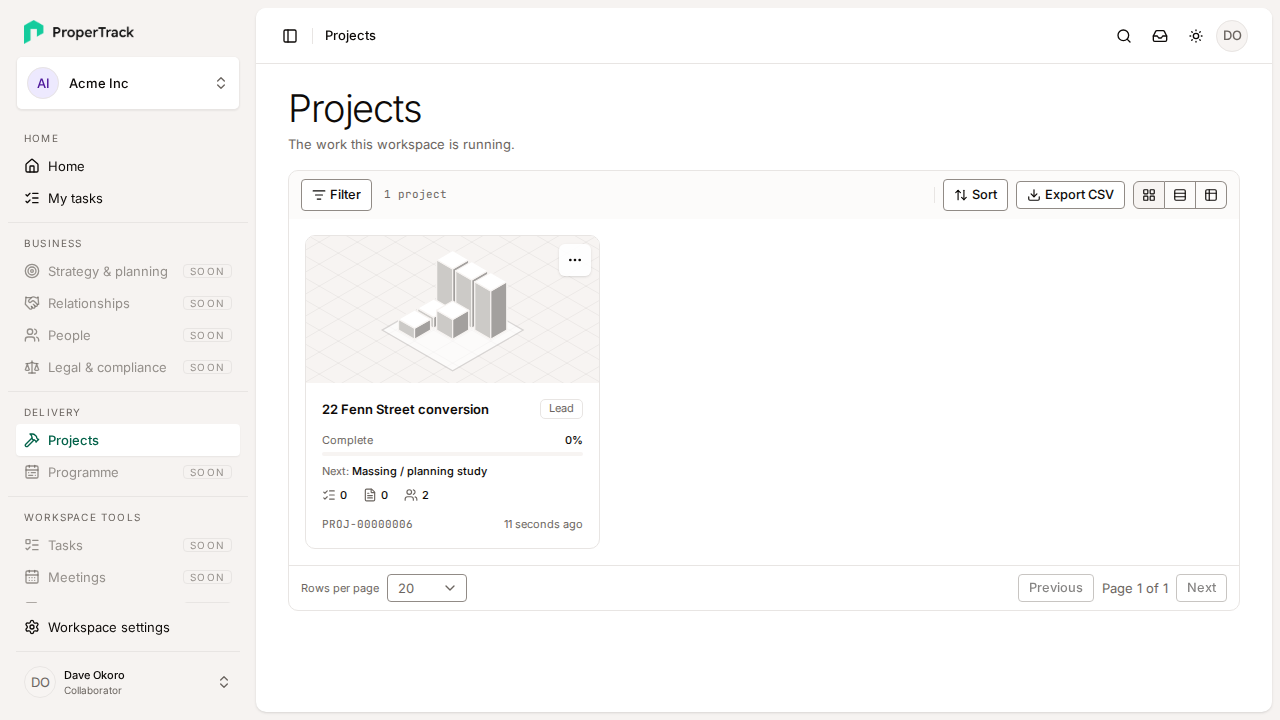 ProperTrack
AI
Acme Inc
HOME
Home
My tasks
BUSINESS
Strategy & planning SOON
Relationships SOON
People SOON
Legal & compliance SOON
DELIVERY
Projects
Programme SOON
WORKSPACE TOOLS
Tasks SOON
Meetings SOON
Workspace settings
DO
Dave Okoro
Collaborator
Projects
DO
Projects
The work this workspace is running.
Filter 1 project Sort Export CSV
22 Fenn Street conversion Lead
Complete 0%
Next: Massing / planning study
0 0 2
PROJ-00000006 11 seconds ago
Rows per page 20 Previous Page 1 of 1 Next